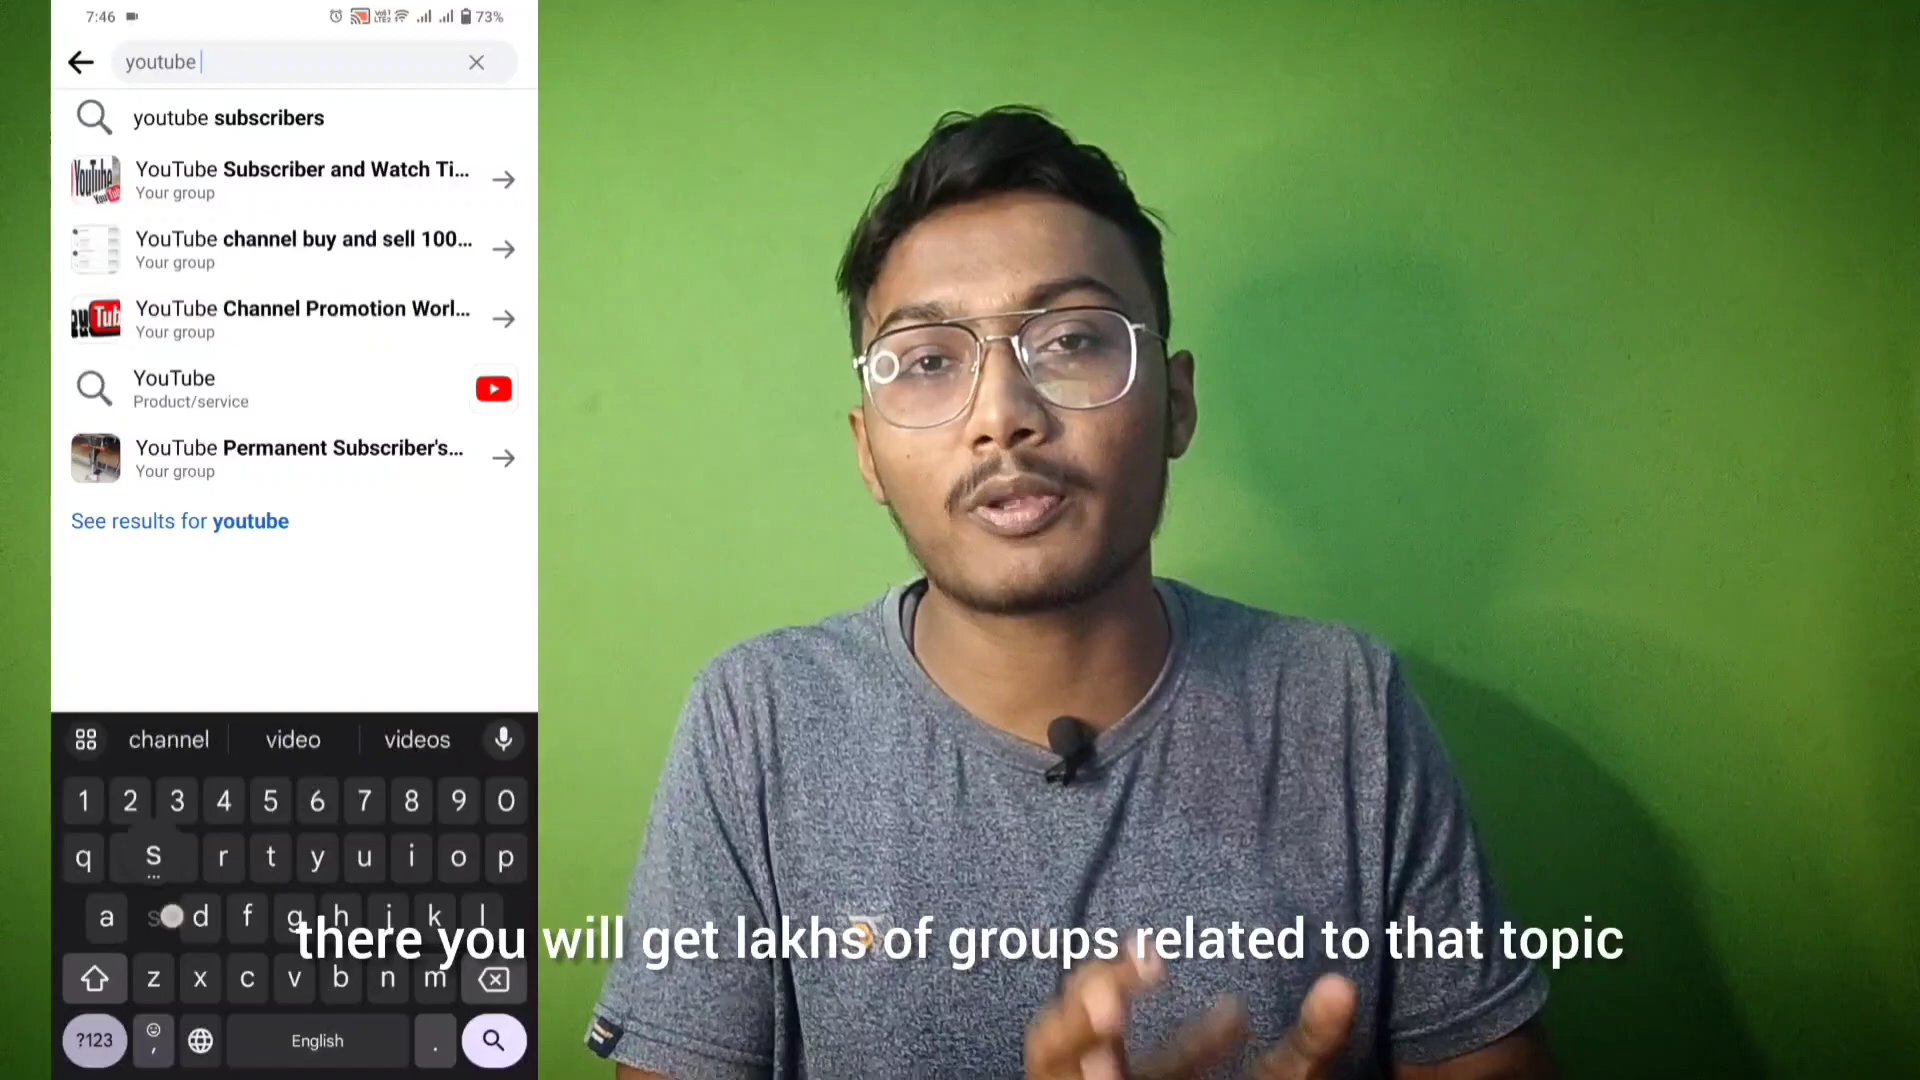 7:46
73%
youtube
youtube subscribers
YouTube Subscriber and Watch Ti...
Your group
YouTube channel buy and sell 100...
Your group
YouTube Channel Promotion Worl...
Your group
YouTube
Product/service
YouTube Permanent Subscriber's...
Your group
See results for youtube
channel video videos
1 2 3 4 5 6 7 8 9 0
q s r t y u i o p
a s d f g h j k l
there you will get lakhs of groups related to that topic
z x c v b n m
?123 , English .